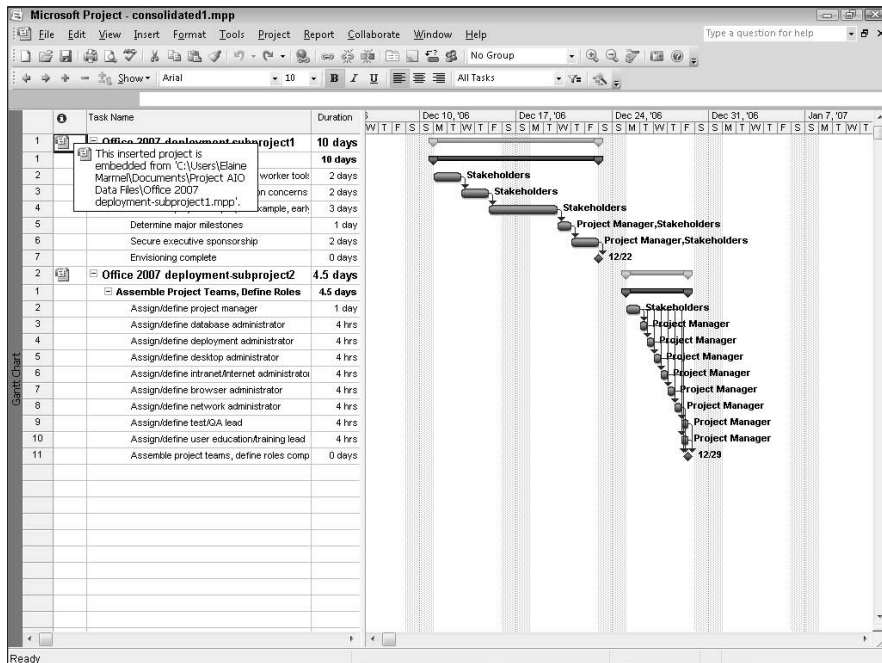 Microsoft Project - consolidated1.mpp
File Edit View Insert Format Tools Project Report Collaborate Window Help
Type a question for help
No Group
Show Arial 10 B I U All Tasks
Task Name Duration
Dec 10, '06 Dec 17, '06 Dec 24, '06 Dec 31, '06 Jan 7, '07
W T F S S M T W T F S S M T W T F S S M T W T F S S M T W T F S S M T W T
1 Office 2007 deployment-subproject1 10 days
This inserted project is
embedded from 'C:\Users\Elaine
Marmel\Documents\Project AIO
Data Files\Office 2007
deployment-subproject1.mpp'.
1 10 days
2 worker tool 2 days Stakeholders
3 n concerns 2 days Stakeholders
4 xample, early 3 days Stakeholders
5 Determine major milestones 1 day Project Manager,Stakeholders
6 Secure executive sponsorship 2 days Project Manager,Stakeholders
7 Envisioning complete 0 days 12/22
2 Office 2007 deployment-subproject2 4.5 days
1 Assemble Project Teams, Define Roles 4.5 days
2 Assign/define project manager 1 day Stakeholders
3 Assign/define database administrator 4 hrs Project Manager
4 Assign/define deployment administrator 4 hrs Project Manager
5 Assign/define desktop administrator 4 hrs Project Manager
6 Assign/define intranet/Internet administrator 4 hrs Project Manager
7 Assign/define browser administrator 4 hrs Project Manager
8 Assign/define network administrator 4 hrs Project Manager
9 Assign/define test/QA lead 4 hrs Project Manager
10 Assign/define user education/training lead 4 hrs Project Manager
11 Assemble project teams, define roles comp 0 days 12/29
Gantt Chart
Ready